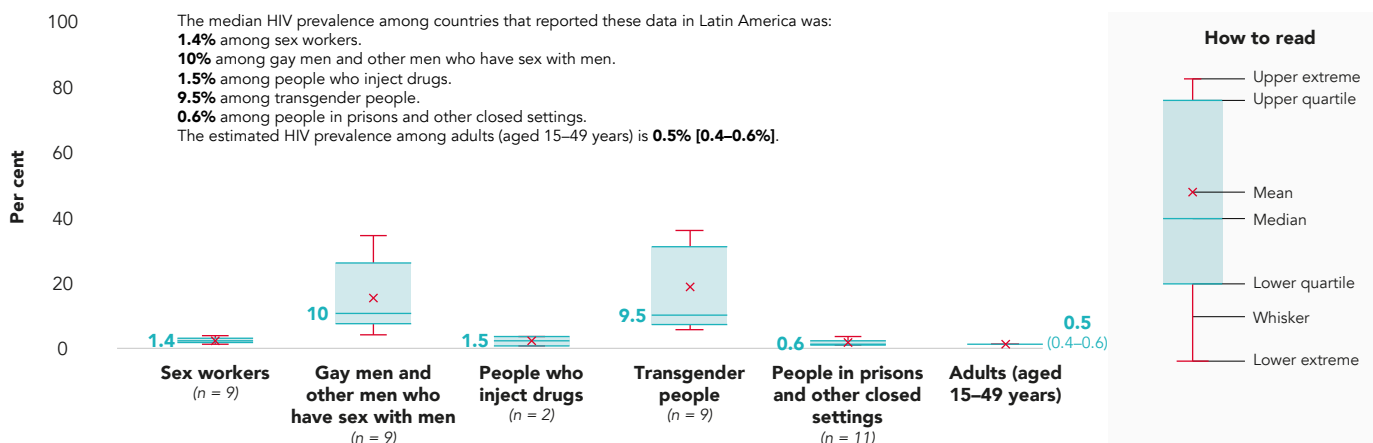 The median HIV prevalence among countries that reported these data in Latin America was:
1.4% among sex workers.
10% among gay men and other men who have sex with men.
1.5% among people who inject drugs.
9.5% among transgender people.
0.6% among people in prisons and other closed settings.
The estimated HIV prevalence among adults (aged 15–49 years) is 0.5% [0.4–0.6%].
Per cent
100
80
60
40
20
0
1.4
10
1.5
9.5
0.6
0.5
(0.4–0.6)
Sex workers
(n = 9)
Gay men and
other men who
have sex with men
(n = 9)
People who
inject drugs
(n = 2)
Transgender
people
(n = 9)
People in prisons
and other closed
settings
(n = 11)
Adults (aged
15–49 years)
How to read
Upper extreme
Upper quartile
Mean
Median
Lower quartile
Whisker
Lower extreme